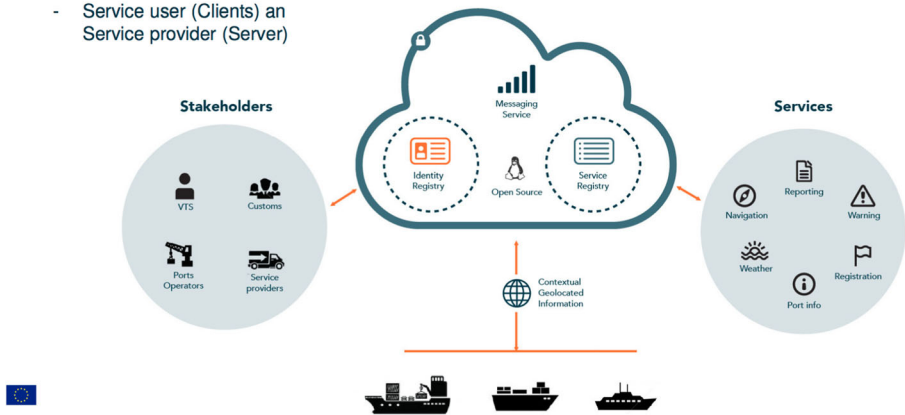 - Service user (Clients) an
Service provider (Server)
Stakeholders
VTS
Customs
Ports
Operators
Service
providers
Messaging
Service
Identity
Registry
Open Source
Service
Registry
Contextual
Geolocated
Information
Services
Reporting
Navigation
Warning
Weather
Registration
Port info